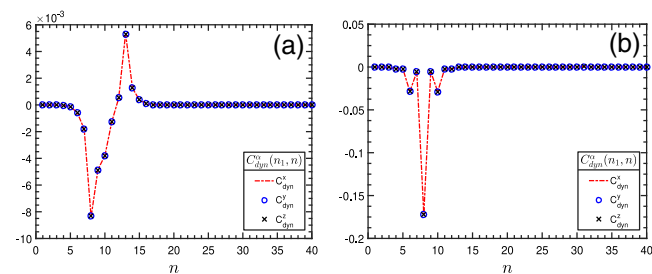 ×10⁻³
6
4
2
0
-2
-4
-6
-8
-10
0 5 10 15 20 25 30 35 40
n
(a)
C^α_dyn(n₁, n)
C^x_dyn
C^y_dyn
C^z_dyn
0.05
0
-0.05
-0.1
-0.15
-0.2
0 5 10 15 20 25 30 35 40
n
(b)
C^α_dyn(n₁, n)
C^x_dyn
C^y_dyn
C^z_dyn